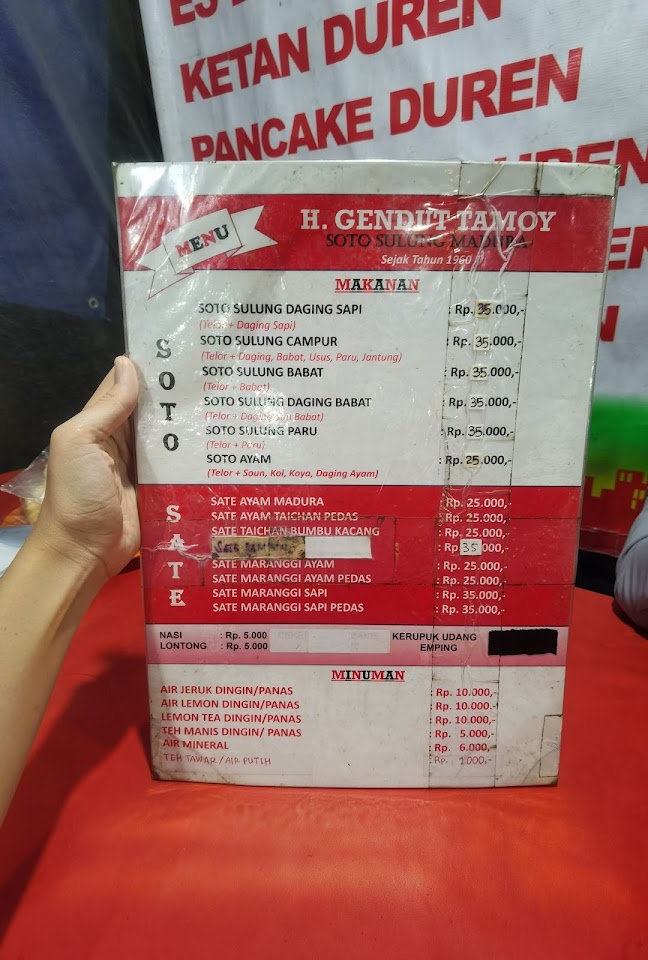 KETAN DUREN
PANCAKE DUREN
MENU
H. GENDUT TAMOY
SOTO SULUNG MADURA
Sejak Tahun 1960
MAKANAN
SOTO
SOTO SULUNG DAGING SAPI : Rp. 35.000,-
(Telor + Daging Sapi)
SOTO SULUNG CAMPUR : Rp. 35.000,-
(Telor + Daging, Babat, Usus, Paru, Jantung)
SOTO SULUNG BABAT : Rp. 35.000,-
(Telor + Babat)
SOTO SULUNG DAGING BABAT : Rp. 35.000,-
(Telor + Daging Babat)
SOTO SULUNG PARU : Rp. 35.000,-
(Telor + Paru)
SOTO AYAM : Rp. 25.000,-
(Telor + Soun, Kol, Koya, Daging Ayam)
SATE
SATE AYAM MADURA Rp. 25.000,-
SATE AYAM TAICHAN PEDAS : Rp. 25.000,-
SATE TAICHAN BUMBU KACANG : Rp. 25.000,-
: Rp. 35.000,-
SATE MARANGGI AYAM : Rp. 25.000,-
SATE MARANGGI AYAM PEDAS : Rp. 25.000,-
SATE MARANGGI SAPI : Rp. 35.000,-
SATE MARANGGI SAPI PEDAS : Rp. 35.000,-
NASI : Rp. 5.000 KERUPUK UDANG
LONTONG : Rp. 5.000 EMPING
MINUMAN
AIR JERUK DINGIN/PANAS : Rp. 10.000,-
AIR LEMON DINGIN/PANAS : Rp. 10.000,-
LEMON TEA DINGIN/PANAS : Rp. 10.000,-
TEH MANIS DINGIN/ PANAS : Rp. 5.000,-
AIR MINERAL : Rp. 6.000,-
TEH TAWAR / AIR PUTIH : Rp. 1.000,-